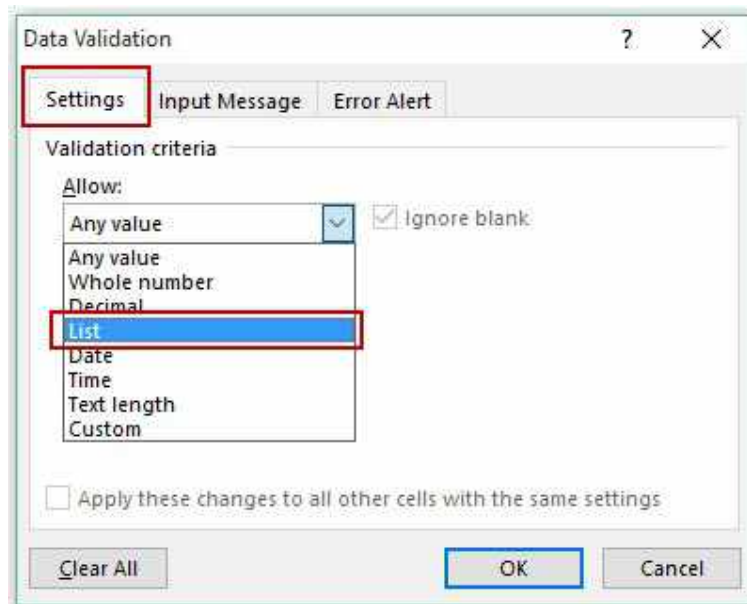 Data Validation ?
Settings Input Message Error Alert
Validation criteria
Allow:
Any value Ignore blank
Any value
Whole number
Decimal
List
Date
Time
Text length
Custom
Apply these changes to all other cells with the same settings
Clear All OK Cancel